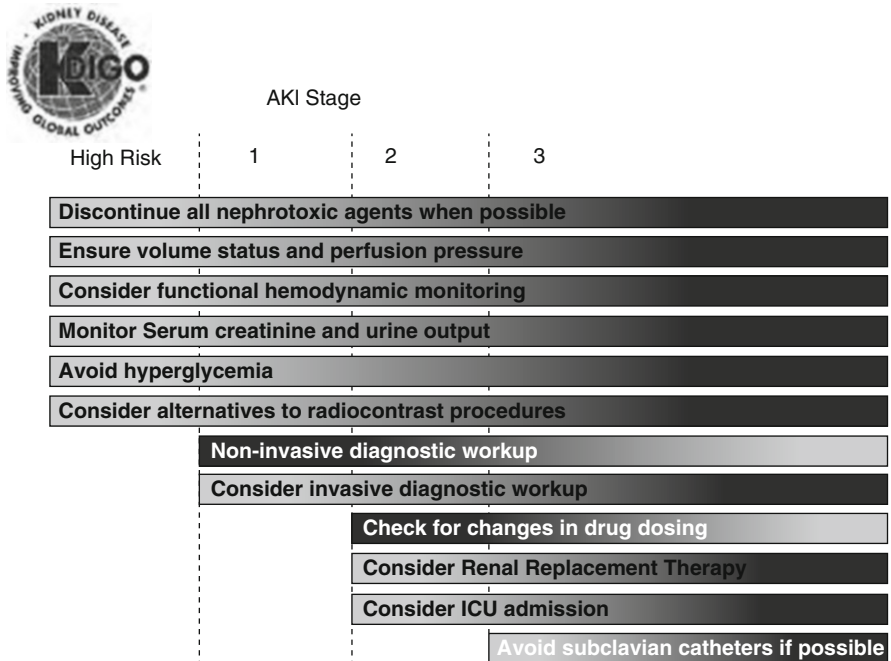 KIDNEY DISEASE
IMPROVING
GLOBAL OUTCOMES
KDIGO
®
AKI Stage
High Risk 1 2 3
Discontinue all nephrotoxic agents when possible
Ensure volume status and perfusion pressure
Consider functional hemodynamic monitoring
Monitor Serum creatinine and urine output
Avoid hyperglycemia
Consider alternatives to radiocontrast procedures
Non-invasive diagnostic workup
Consider invasive diagnostic workup
Check for changes in drug dosing
Consider Renal Replacement Therapy
Consider ICU admission
Avoid subclavian catheters if possible